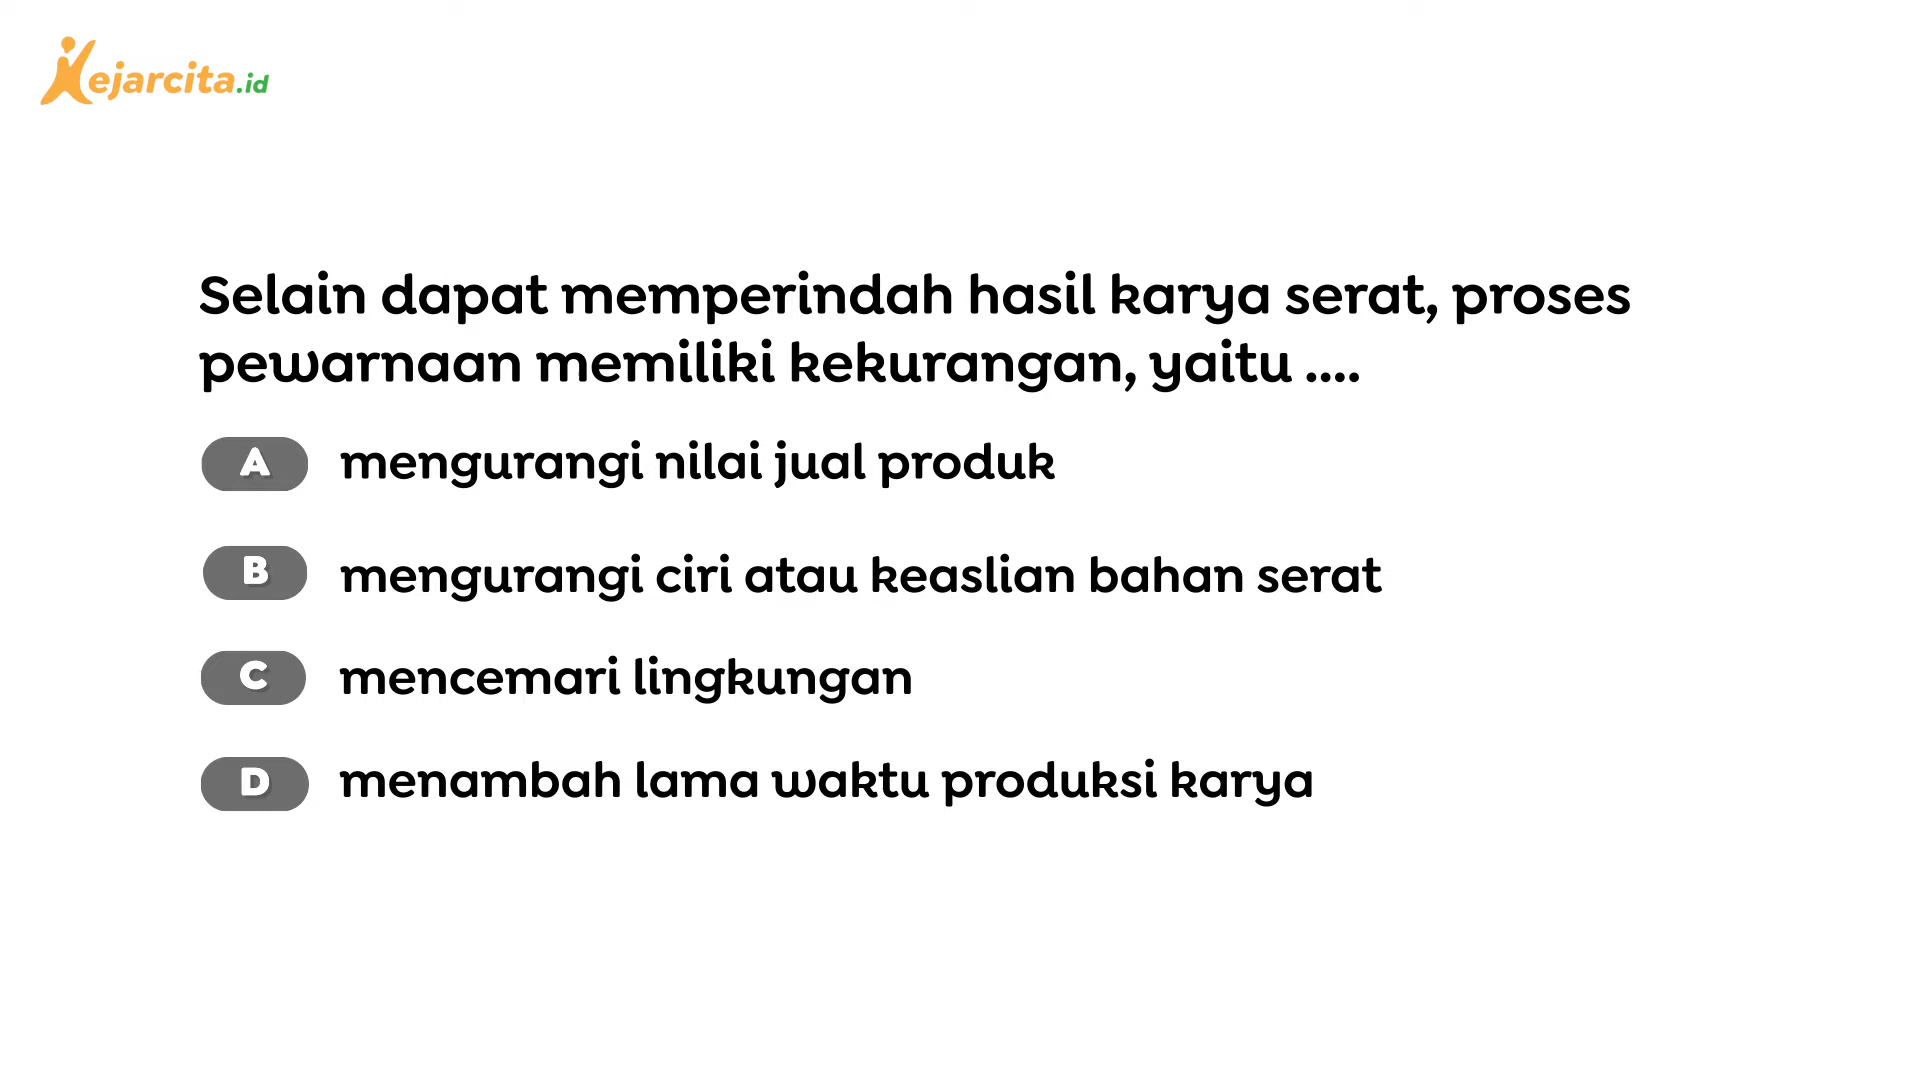 Kejarcita.id
Selain dapat memperindah hasil karya serat, proses
pewarnaan memiliki kekurangan, yaitu ....
A mengurangi nilai jual produk
B mengurangi ciri atau keaslian bahan serat
C mencemari lingkungan
D menambah lama waktu produksi karya